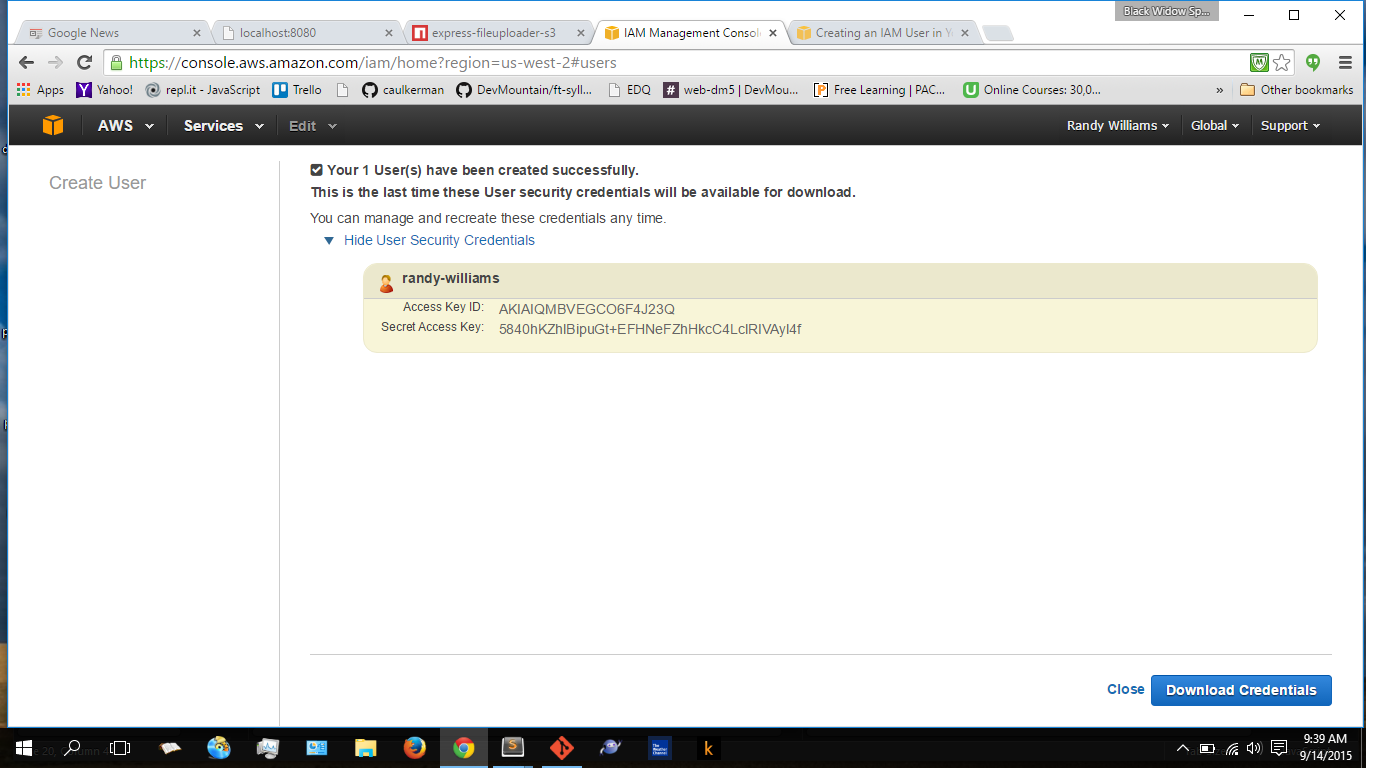 Black Widow Sp...
Google News
localhost:8080
express-fileuploader-s3
IAM Management Consol
Creating an IAM User in Y
https://console.aws.amazon.com/iam/home?region=us-west-2#users
Apps Yahoo! repl.it - JavaScript Trello caulkerman DevMountain/ft-syll... EDQ web-dm5 | DevMou... Free Learning | PAC... Online Courses: 30,0... » Other bookmarks
AWS Services Edit Randy Williams Global Support
Create User
Your 1 User(s) have been created successfully.
This is the last time these User security credentials will be available for download.
You can manage and recreate these credentials any time.
Hide User Security Credentials
randy-williams
Access Key ID: AKIAIQMBVEGCO6F4J23Q
Secret Access Key:
Close Download Credentials
The Weather Channel
k
9:39 AM
9/14/2015